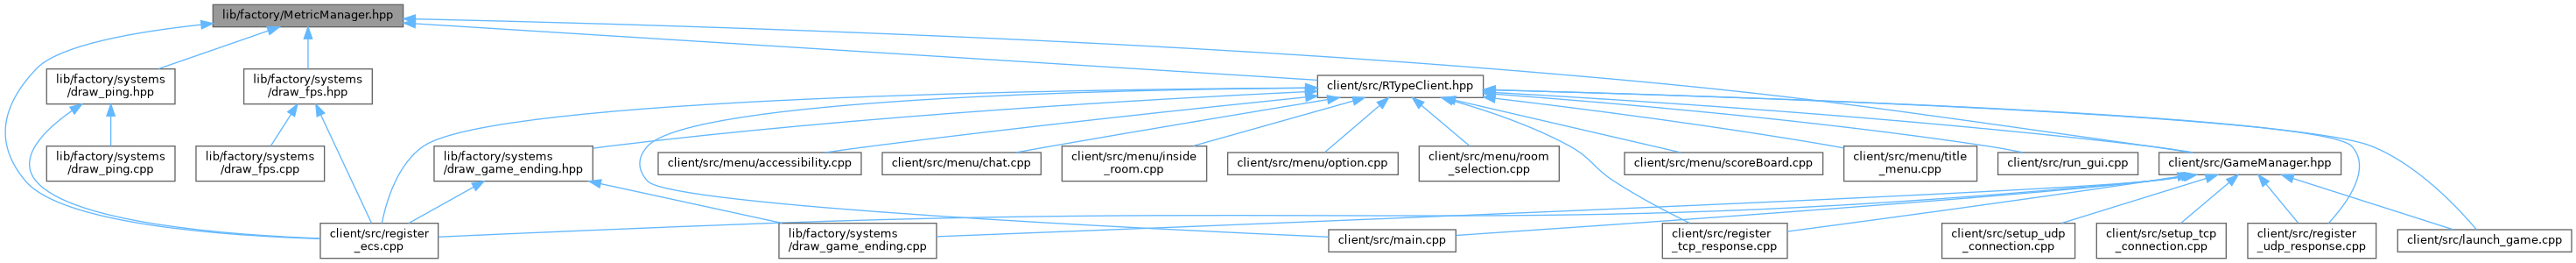 lib/factory/MetricManager.hpp
lib/factory/systems
/draw_ping.hpp
lib/factory/systems
/draw_fps.hpp
client/src/RTypeClient.hpp
lib/factory/systems
/draw_ping.cpp
lib/factory/systems
/draw_fps.cpp
lib/factory/systems
/draw_game_ending.hpp
client/src/menu/accessibility.cpp
client/src/menu/chat.cpp
client/src/menu/inside
_room.cpp
client/src/menu/option.cpp
client/src/menu/room
_selection.cpp
client/src/menu/scoreBoard.cpp
client/src/menu/title
_menu.cpp
client/src/run_gui.cpp
client/src/GameManager.hpp
client/src/register
_ecs.cpp
lib/factory/systems
/draw_game_ending.cpp
client/src/main.cpp
client/src/register
_tcp_response.cpp
client/src/setup_udp
_connection.cpp
client/src/setup_tcp
_connection.cpp
client/src/register
_udp_response.cpp
client/src/launch_game.cpp